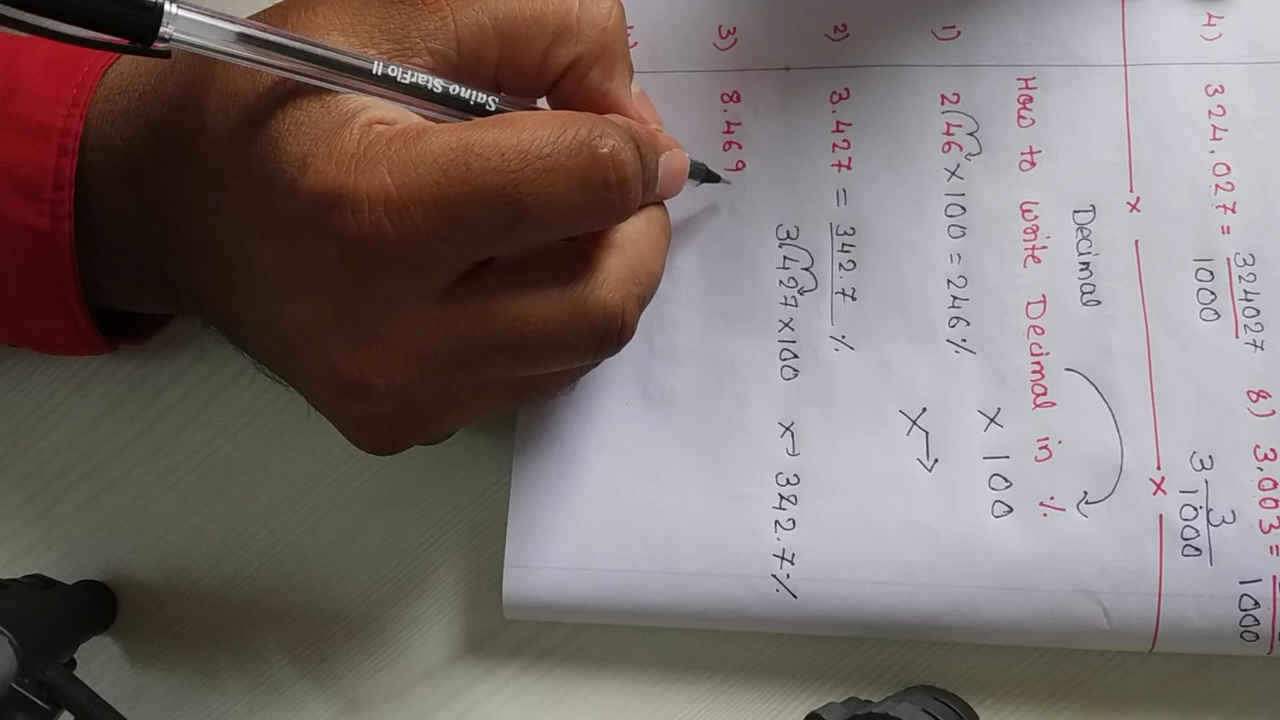 4) 324.027 = 324027/1000
8) 3.003 = /1000
3 3/1000
x x
Decimal
How to write Decimal in %
x 100
1) 2.46 x 100 = 246%
x→
2) 3.427 = 342.7 %
3.427 x 100 x→ 342.7%
3) 8.469
Saino StarFlo II